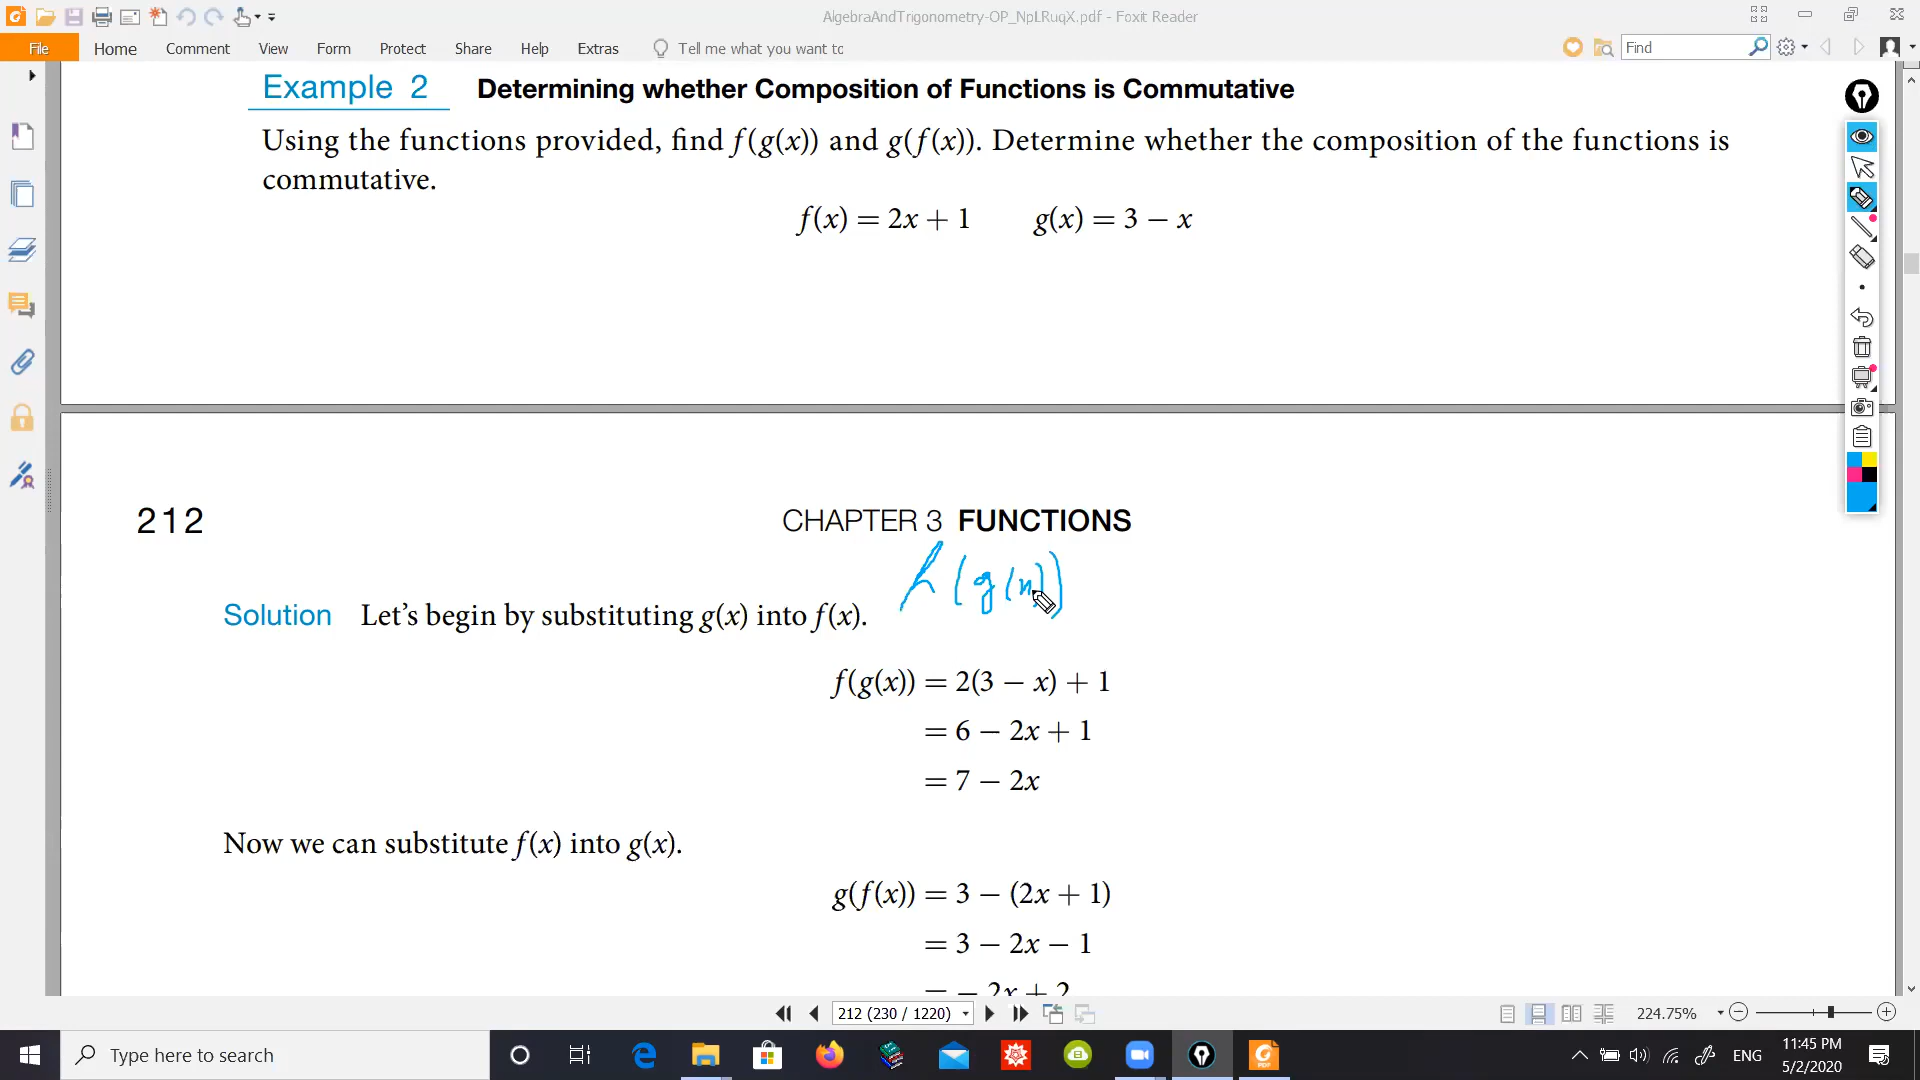 AlgebraAndTrigonometry-OP_NpLRuqX.pdf - Foxit Reader
File Home Comment View Form Protect Share Help Extras Tell me what you want to Find
Example 2 Determining whether Composition of Functions is Commutative
Using the functions provided, find f(g(x)) and g(f(x)). Determine whether the composition of the functions is
commutative.
f(x) = 2x + 1 g(x) = 3 − x
212 CHAPTER 3 FUNCTIONS
f(g(x))
Solution Let’s begin by substituting g(x) into f(x).
f(g(x)) = 2(3 − x) + 1
= 6 − 2x + 1
= 7 − 2x
Now we can substitute f(x) into g(x).
g(f(x)) = 3 − (2x + 1)
= 3 − 2x − 1
= − 2x + 2
212 (230 / 1220) 224.75%
Type here to search ENG 11:45 PM
5/2/2020